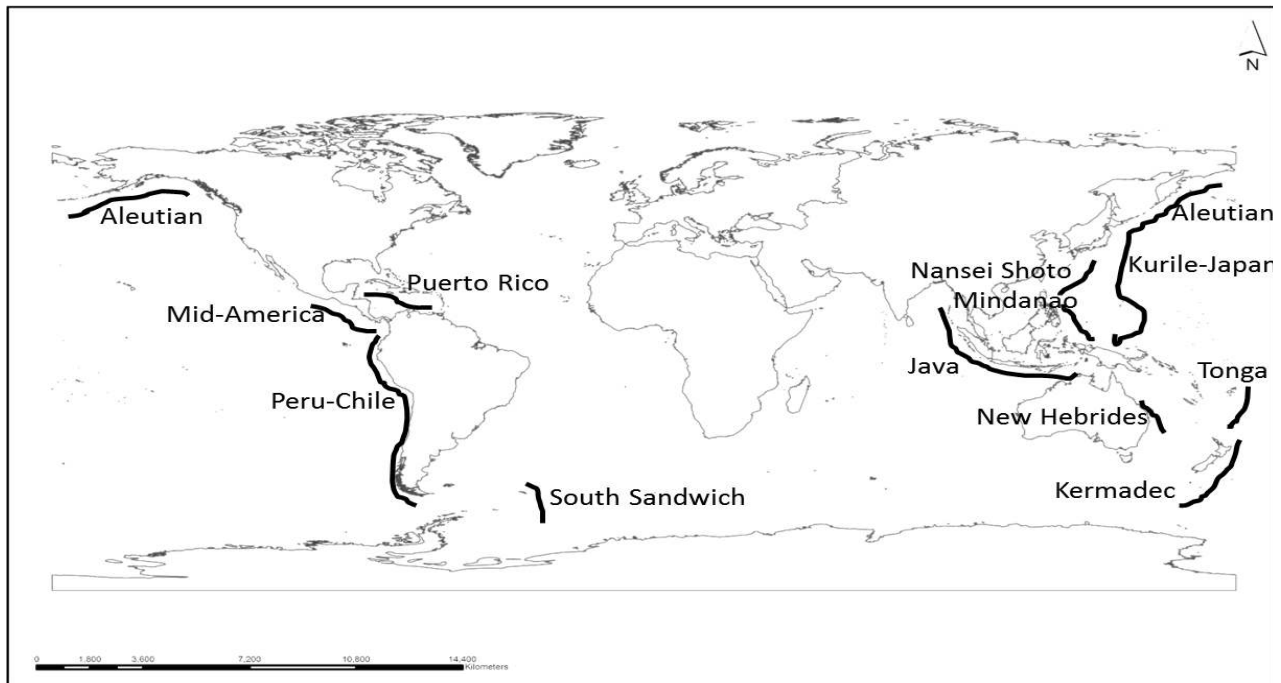 N
Aleutian
Aleutian
Nansei Shoto
Kurile-Japan
Puerto Rico
Mindanao
Mid-America
Java
Tonga
Peru-Chile
New Hebrides
South Sandwich
Kermadec
0 1,800 3,600 7,200 10,800 14,400
Kilometers